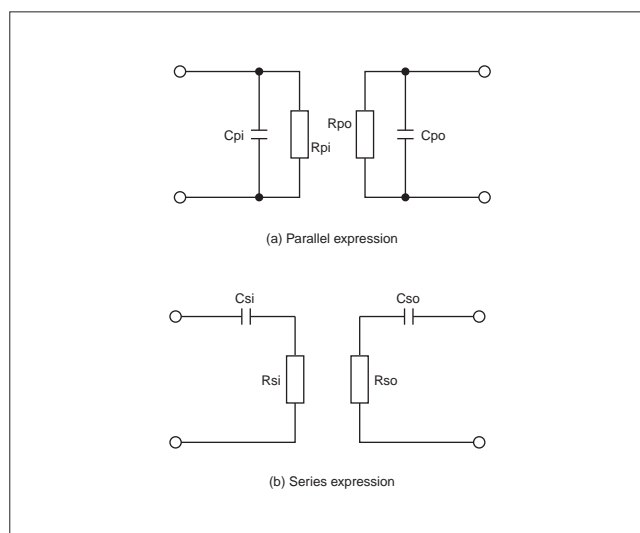 Cpi
Rpi
Rpo
Cpo
(a) Parallel expression
Csi
Cso
Rsi
Rso
(b) Series expression